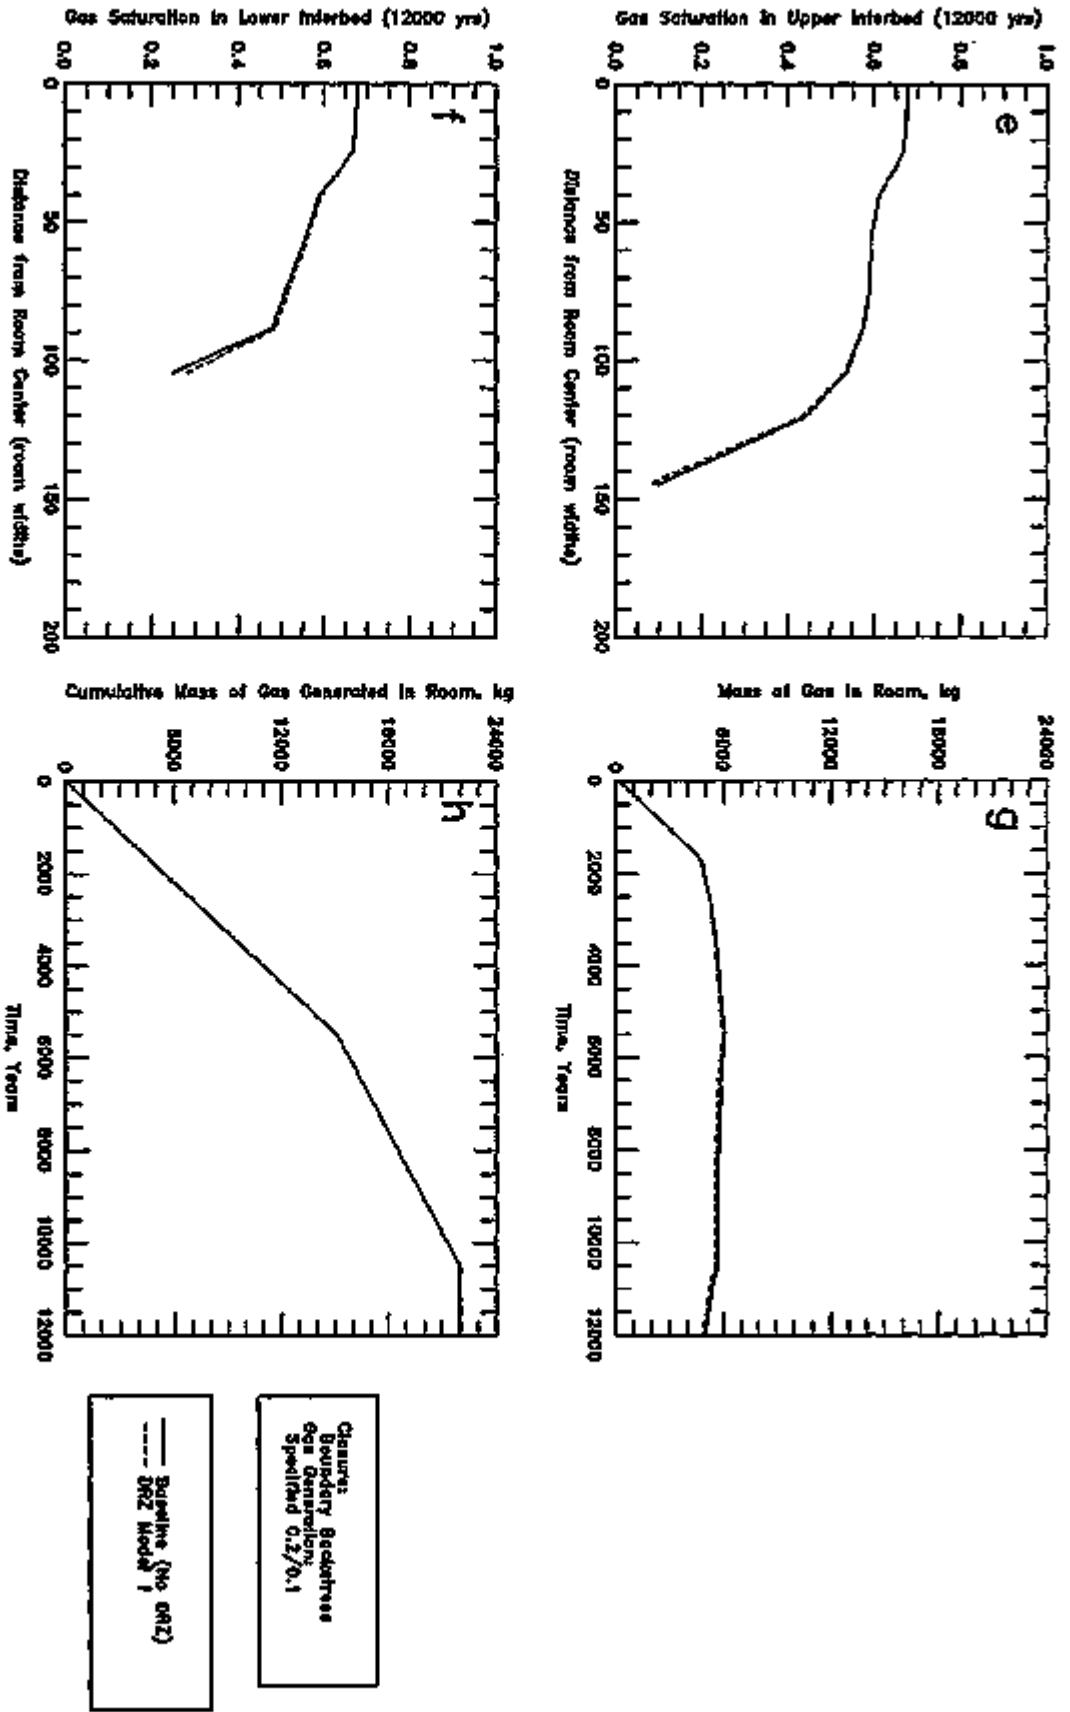 Gas Saturation in Upper Interbed (12000 yrs)
1.0
0.8
0.6
0.4
0.2
0.0
e
0
50
100
150
200
Distance from Room Center (room widths)
Mass of Gas in Room, kg
24000
18000
12000
6000
0
g
0
2000
4000
6000
8000
10000
12000
Time, Years
Gas Saturation in Lower Interbed (12000 yrs)
1.0
0.8
0.6
0.4
0.2
0.0
f
0
50
100
150
200
Distance from Room Center (room widths)
Cumulative Mass of Gas Generated in Room, kg
24000
18000
12000
6000
0
h
0
2000
4000
6000
8000
10000
12000
Time, Years
Closure:
Boundary Backstress
Gas Generation:
Specified 0.2/0.1
Baseline (No DRZ)
DRZ Model 1